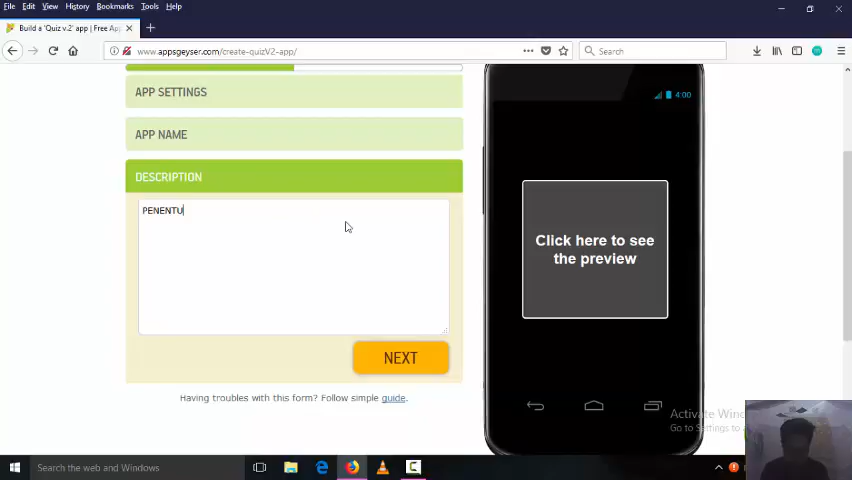 File Edit View History Bookmarks Tools Help
Build a 'Quiz v.2' app | Free App
www.appsgeyser.com/create-quizV2-app/
Search
APP SETTINGS
APP NAME
DESCRIPTION
PENENTU
NEXT
Having troubles with this form? Follow simple guide.
4:00
Click here to see
the preview
Activate Win
Go to Settings to
Search the web and Windows